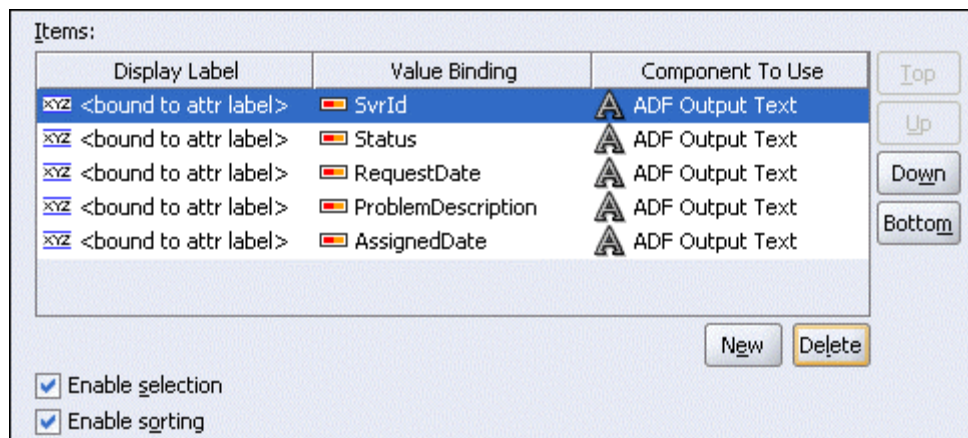 Items:
Display Label Value Binding Component To Use Top
XYZ <bound to attr label> SvrId ADF Output Text
XYZ <bound to attr label> Status ADF Output Text Up
XYZ <bound to attr label> RequestDate ADF Output Text Down
XYZ <bound to attr label> ProblemDescription ADF Output Text
XYZ <bound to attr label> AssignedDate ADF Output Text Bottom
New Delete
Enable selection
Enable sorting